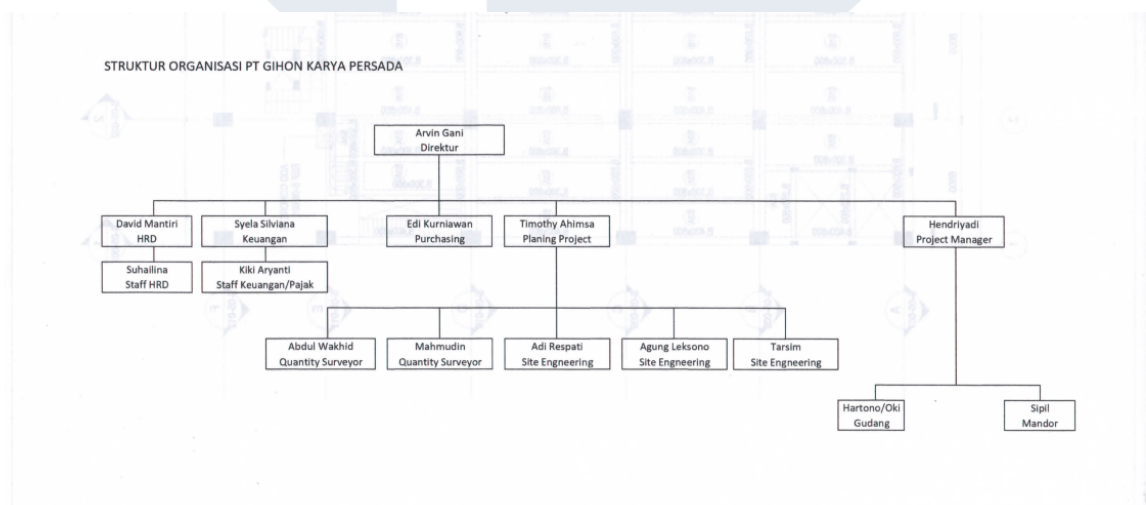 STRUKTUR ORGANISASI PT GIHON KARYA PERSADA
Arvin Gani
Direktur
David Mantiri
HRD
Syela Silviana
Keuangan
Edi Kurniawan
Purchasing
Timothy Ahimsa
Planing Project
Hendriyadi
Project Manager
Suhailina
Staff HRD
Kiki Aryanti
Staff Keuangan/Pajak
Abdul Wakhid
Quantity Surveyor
Mahmudin
Quantity Surveyor
Adi Respati
Site Engneering
Agung Leksono
Site Engneering
Tarsim
Site Engneering
Hartono/Oki
Gudang
Sipil
Mandor